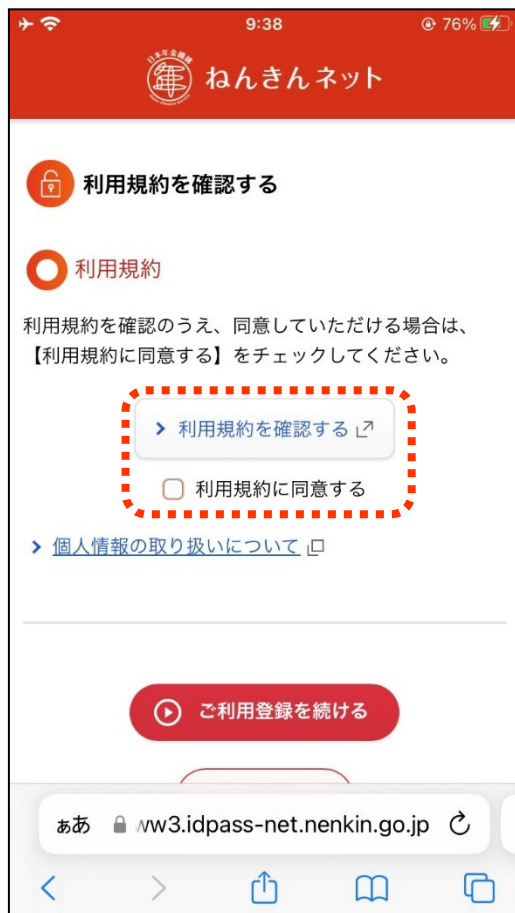 9:38
76%
ねんきんネット
利用規約を確認する
利用規約
利用規約を確認のうえ、同意していただける場合は、
【利用規約に同意する】をチェックしてください。
利用規約を確認する
利用規約に同意する
個人情報の取り扱いについて
ご利用登録を続ける
ぁあ ww3.idpass-net.nenkin.go.jp